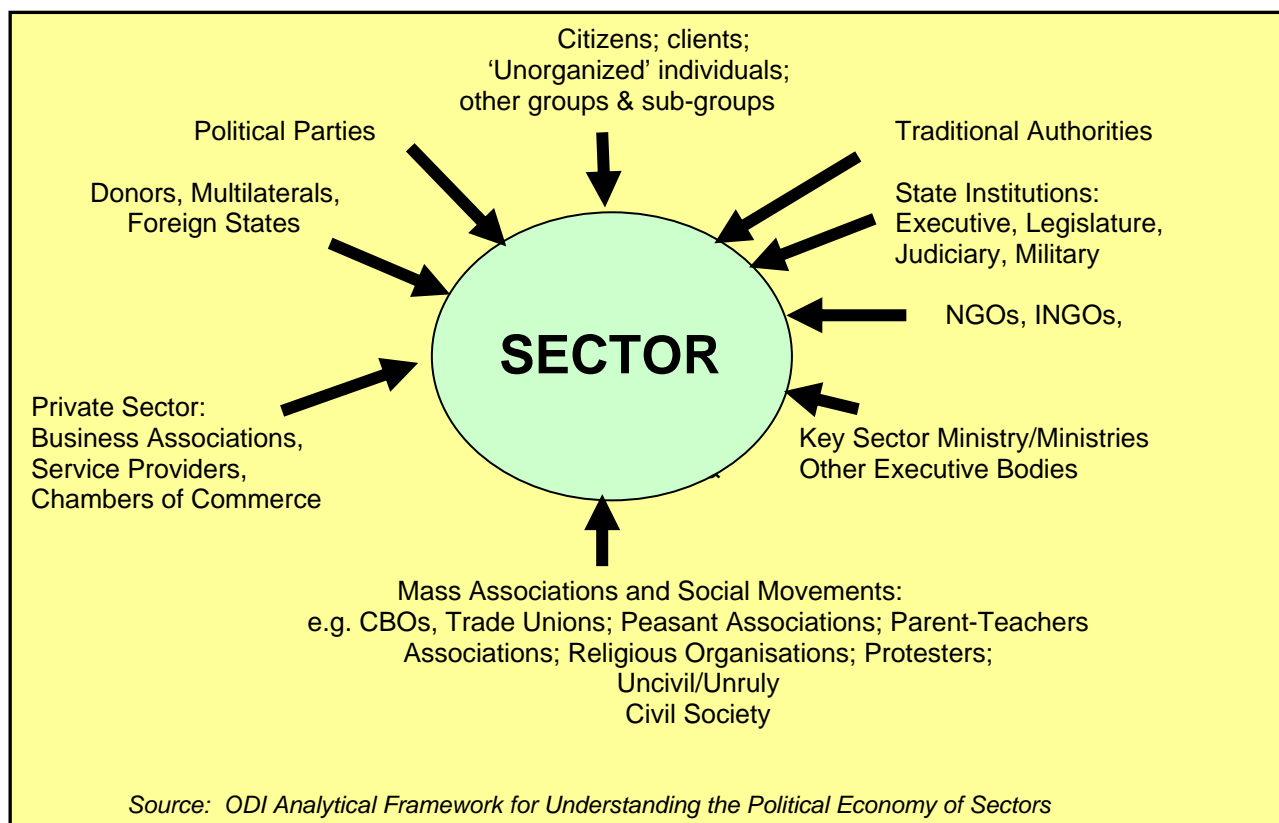 Citizens; clients;
'Unorganized' individuals;
other groups & sub-groups
Political Parties
Traditional Authorities
Donors, Multilaterals,
Foreign States
State Institutions:
Executive, Legislature,
Judiciary, Military
NGOs, INGOs,
SECTOR
Private Sector:
Business Associations,
Service Providers,
Chambers of Commerce
Key Sector Ministry/Ministries
Other Executive Bodies
Mass Associations and Social Movements:
e.g. CBOs, Trade Unions; Peasant Associations; Parent-Teachers
Associations; Religious Organisations; Protesters;
Uncivil/Unruly
Civil Society
Source: ODI Analytical Framework for Understanding the Political Economy of Sectors